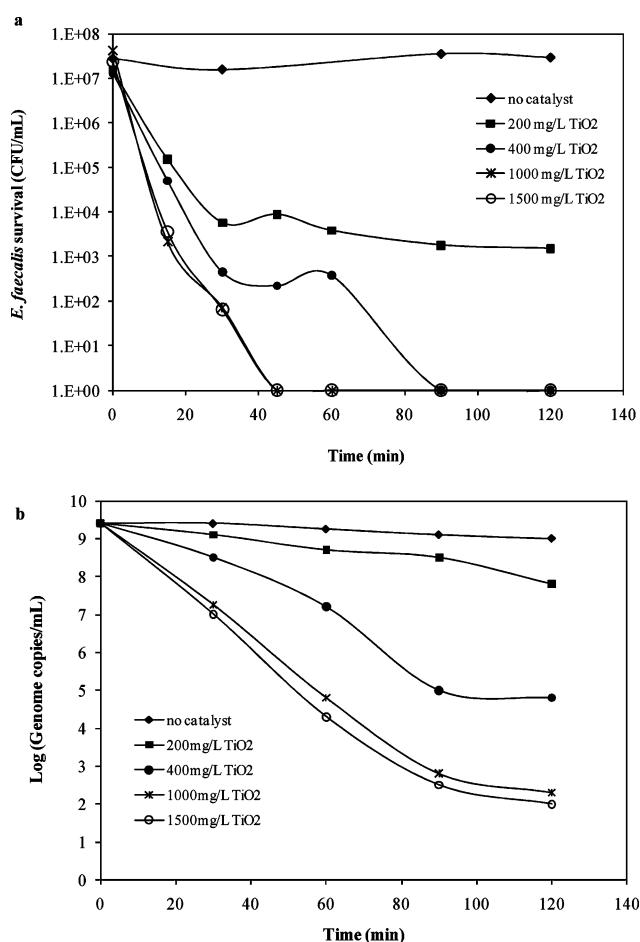 a
1.E+08
1.E+07
1.E+06
1.E+05
1.E+04
1.E+03
1.E+02
1.E+01
1.E+00
E. faecalis survival (CFU/mL)
no catalyst
200 mg/L TiO2
400 mg/L TiO2
1000 mg/L TiO2
1500 mg/L TiO2
0 20 40 60 80 100 120 140
Time (min)
b
10
9
8
7
6
5
4
3
2
1
0
Log (Genome copies/mL)
no catalyst
200mg/L TiO2
400mg/L TiO2
1000mg/L TiO2
1500mg/L TiO2
0 20 40 60 80 100 120 140
Time (min)